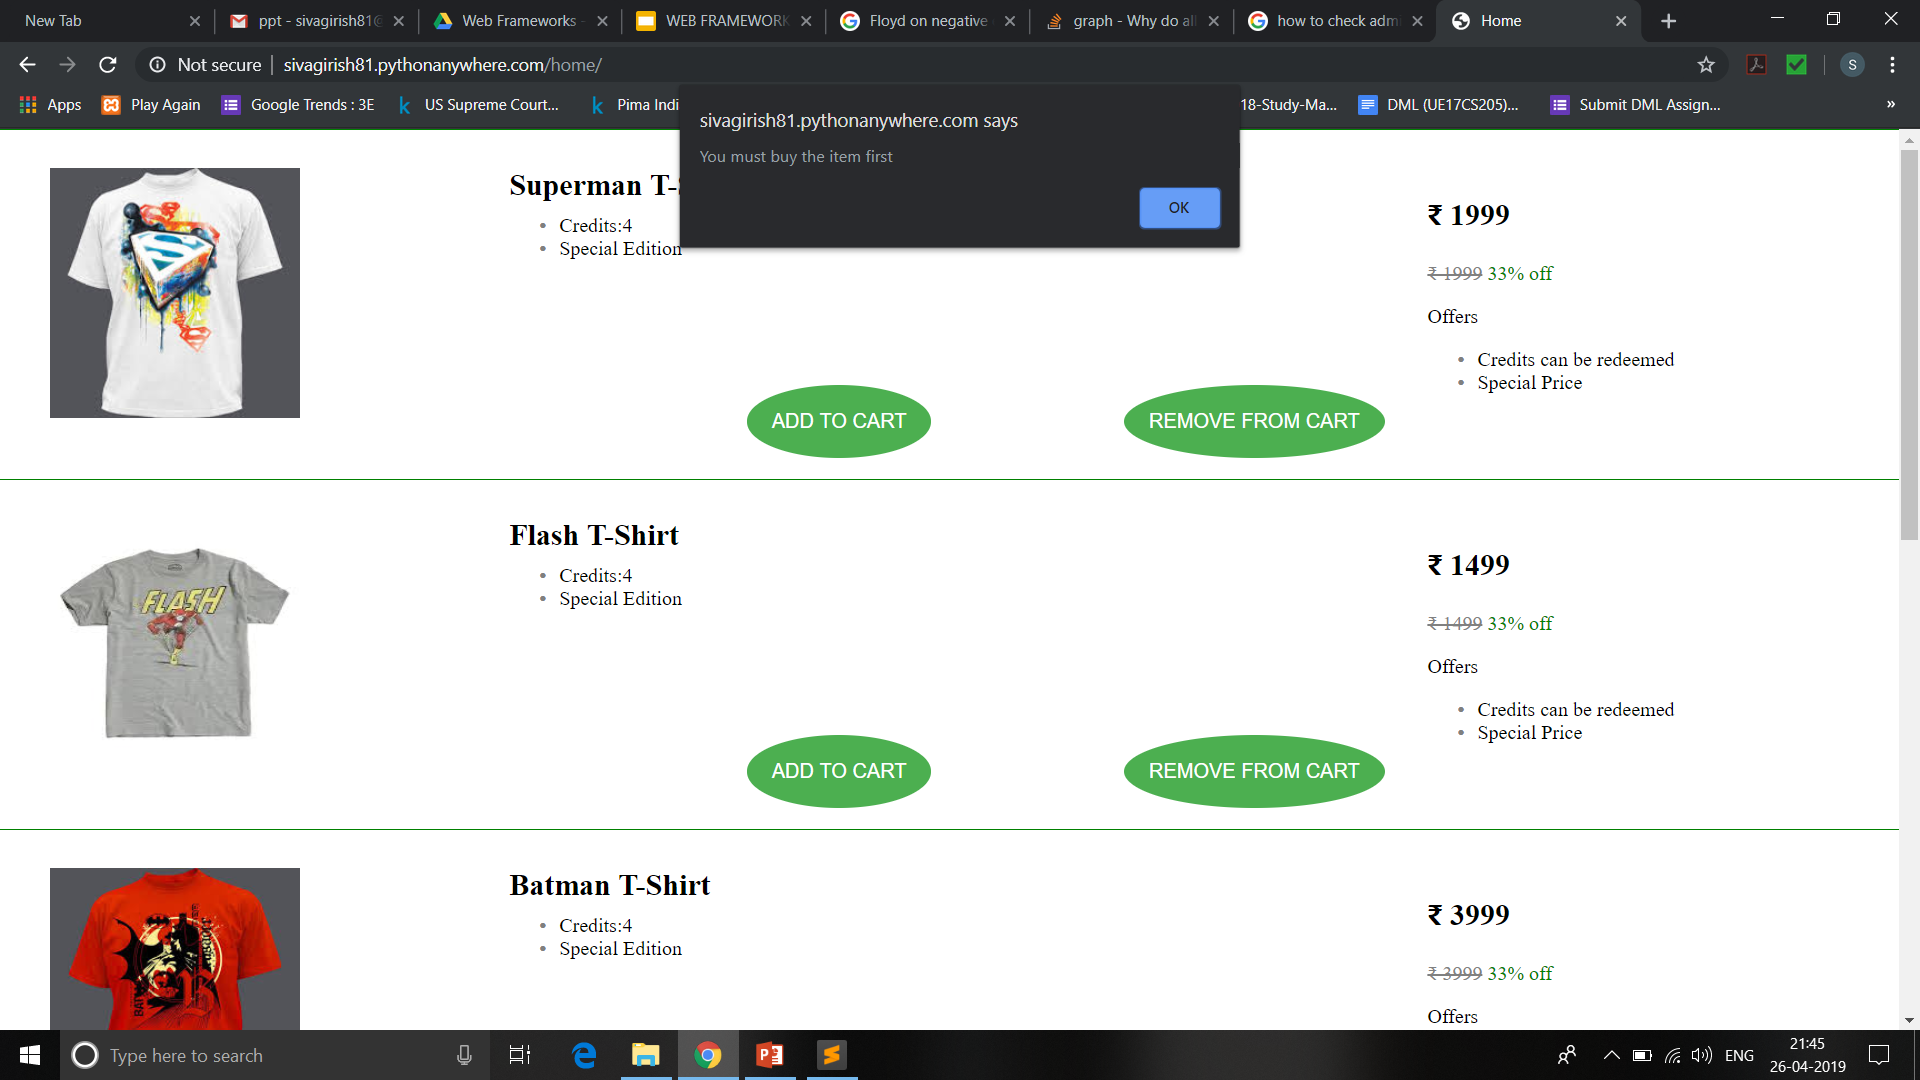 New Tab
ppt - sivagirish81@
Web Frameworks -
WEB FRAMEWORK
Floyd on negative
graph - Why do all
how to check adm
Home
Not secure | sivagirish81.pythonanywhere.com/home/
S
Apps
Play Again
Google Trends : 3E
US Supreme Court...
Pima Indi
18-Study-Ma...
DML (UE17CS205)...
Submit DML Assign...
»
sivagirish81.pythonanywhere.com says
You must buy the item first
OK
Superman T-S
Credits:4
Special Edition
ADD TO CART
REMOVE FROM CART
₹ 1999
₹ 1999 33% off
Offers
Credits can be redeemed
Special Price
FLASH
Flash T-Shirt
Credits:4
Special Edition
ADD TO CART
REMOVE FROM CART
₹ 1499
₹ 1499 33% off
Offers
Credits can be redeemed
Special Price
Batman T-Shirt
Credits:4
Special Edition
₹ 3999
₹ 3999 33% off
Offers
Type here to search
ENG
21:45
26-04-2019